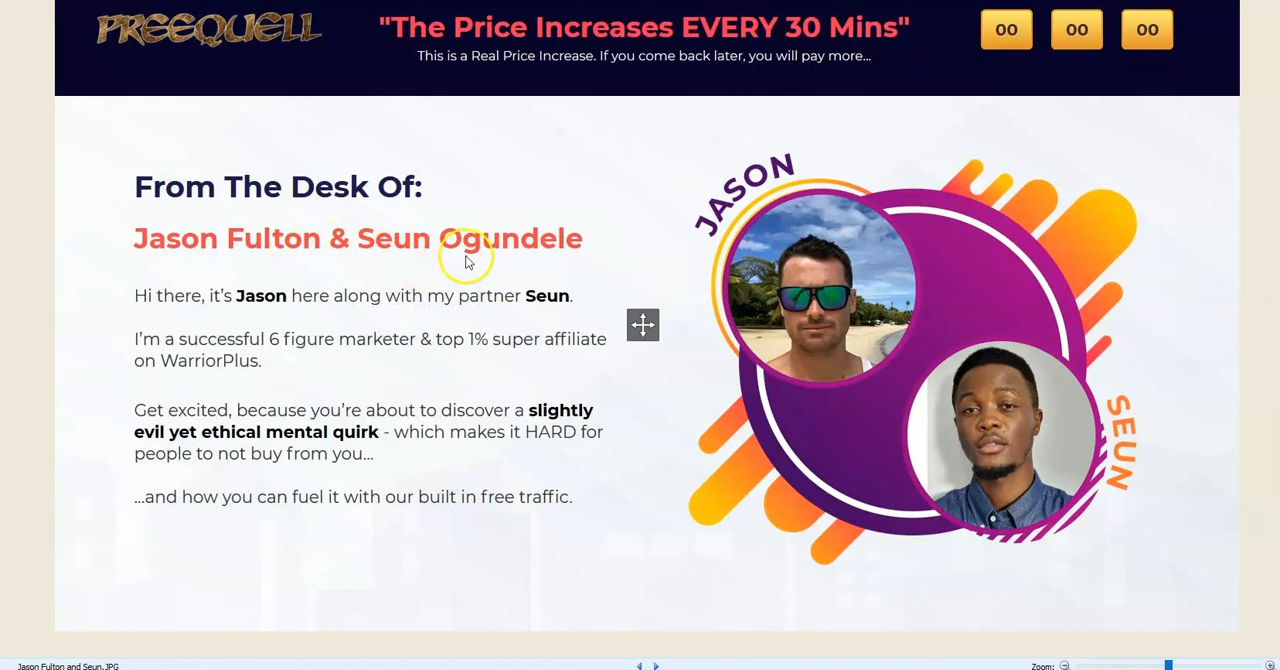 PREEQUELL
"The Price Increases EVERY 30 Mins"
This is a Real Price Increase. If you come back later, you will pay more...
00 00 00
From The Desk Of:
Jason Fulton & Seun Ogundele
Hi there, it's Jason here along with my partner Seun.
I'm a successful 6 figure marketer & top 1% super affiliate
on WarriorPlus.
Get excited, because you're about to discover a slightly
evil yet ethical mental quirk - which makes it HARD for
people to not buy from you...
...and how you can fuel it with our built in free traffic.
JASON
SEUN
Jason Fulton and Seun.JPG
Zoom: